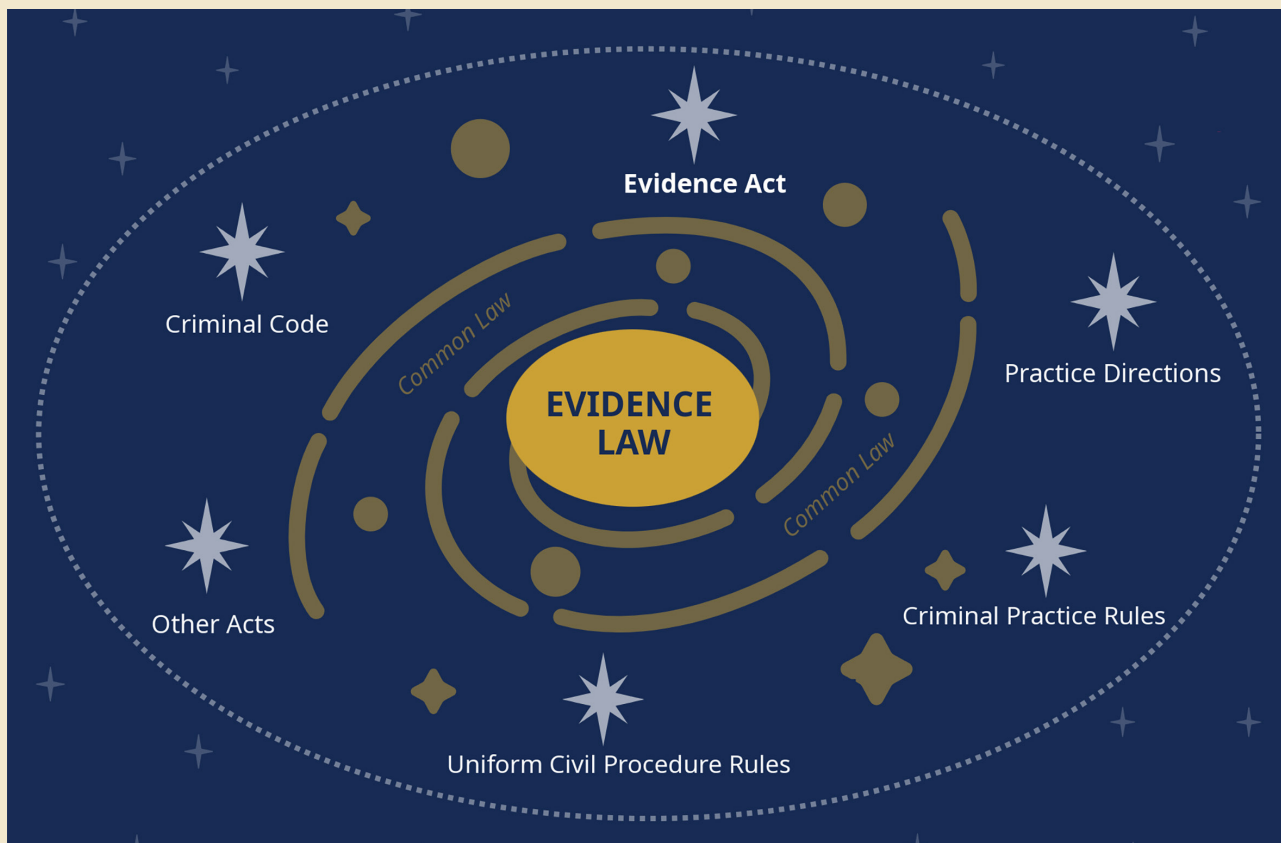 Evidence Act
Criminal Code
Common Law
Practice Directions
EVIDENCE
LAW
Common Law
Other Acts
Criminal Practice Rules
Uniform Civil Procedure Rules